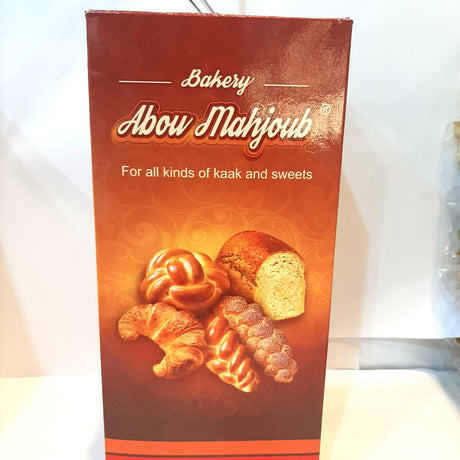 Bakery
Abou Mahjoub®
For all kinds of kaak and sweets